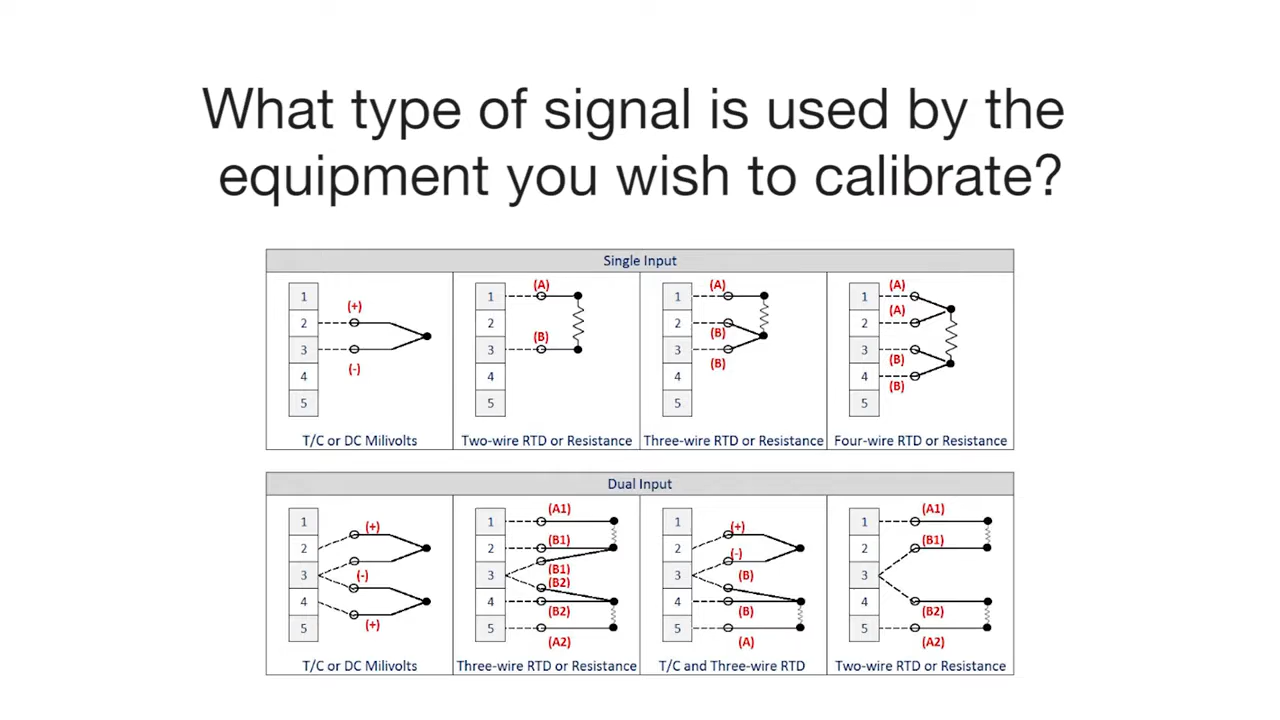 What type of signal is used by the
equipment you wish to calibrate?
Single Input
1
2
3
4
5
(+)
(-)
T/C or DC Milivolts
1
2
3
4
5
(A)
(B)
Two-wire RTD or Resistance
1
2
3
4
5
(A)
(B)
(B)
Three-wire RTD or Resistance
1
2
3
4
5
(A)
(A)
(B)
(B)
Four-wire RTD or Resistance
Dual Input
1
2
3
4
5
(+)
(-)
(+)
T/C or DC Milivolts
1
2
3
4
5
(A1)
(B1)
(B1)
(B2)
(B2)
(A2)
Three-wire RTD or Resistance
1
2
3
4
5
(+)
(-)
(B)
(B)
(A)
T/C and Three-wire RTD
1
2
3
4
5
(A1)
(B1)
(B2)
(A2)
Two-wire RTD or Resistance